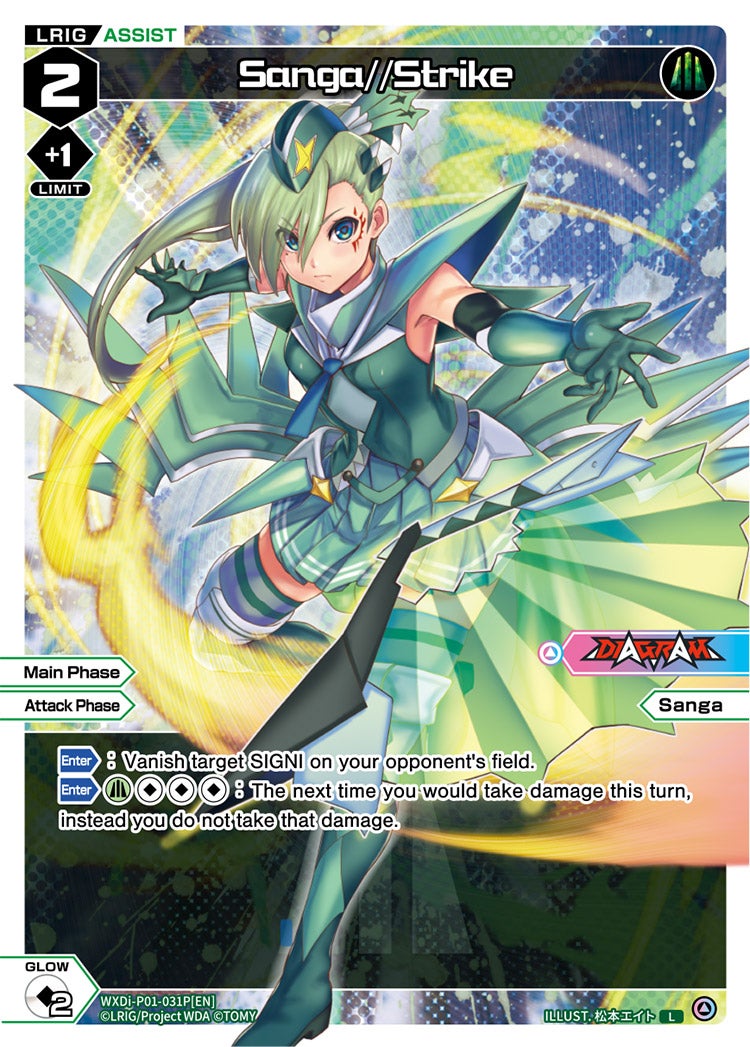 LRIG ASSIST
2 Sanga//Strike
+1
LIMIT
DIAGRAM
Main Phase
Attack Phase
Sanga
Enter : Vanish target SIGNI on your opponent's field.
Enter : The next time you would take damage this turn,
instead you do not take that damage.
GLOW
2
WXDi-P01-031P[EN]
©LRIG/Project WDA ©TOMY
ILLUST. 松本エイト L